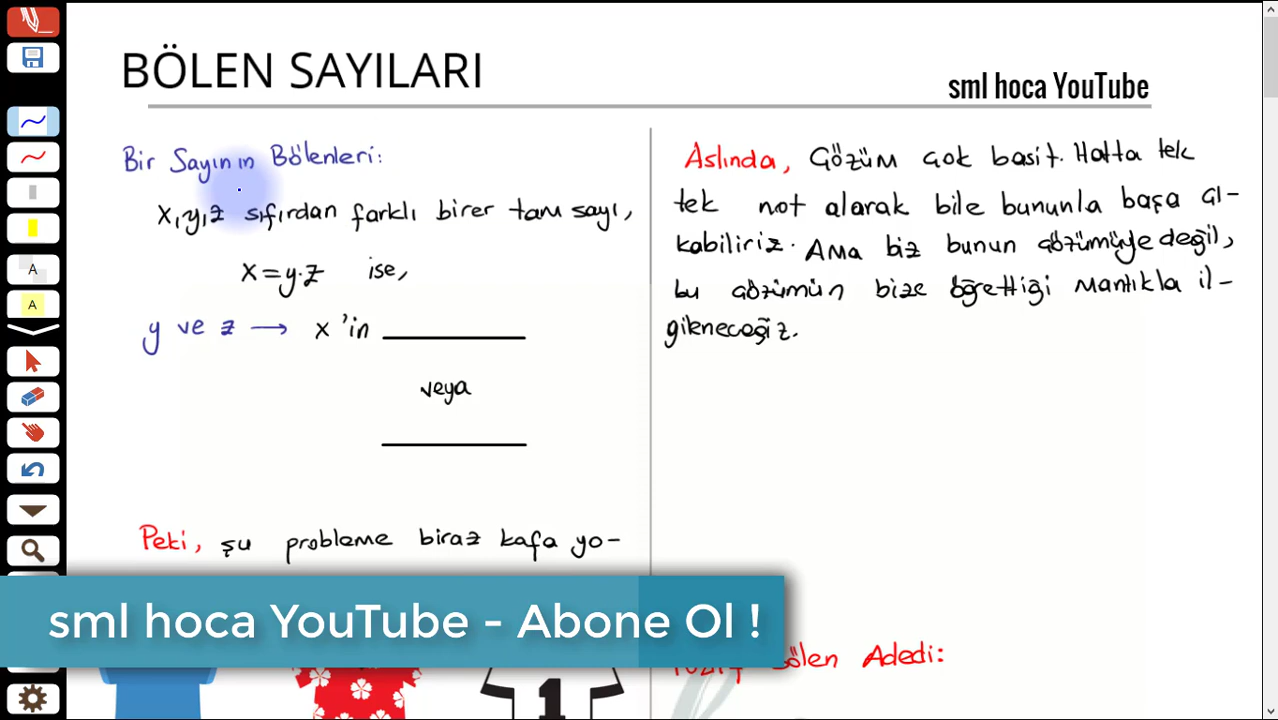 BÖLEN SAYILARI
sml hoca YouTube
Bir Sayının Bölenleri:
x,y,z sıfırdan farklı birer tam sayı,
x=y.z ise,
y ve z → x 'in
veya
Peki, şu probleme biraz kafa yo-
Aslında, Çözüm çok basit. Hatta tek
tek not alarak bile bununla başa çı-
kabiliriz. Ama biz bunun çözümüyle değil,
bu çözümün bize öğrettiği mantıkla il-
gileneceğiz.
Bölen Adedi:
sml hoca YouTube - Abone Ol !
1
A
A